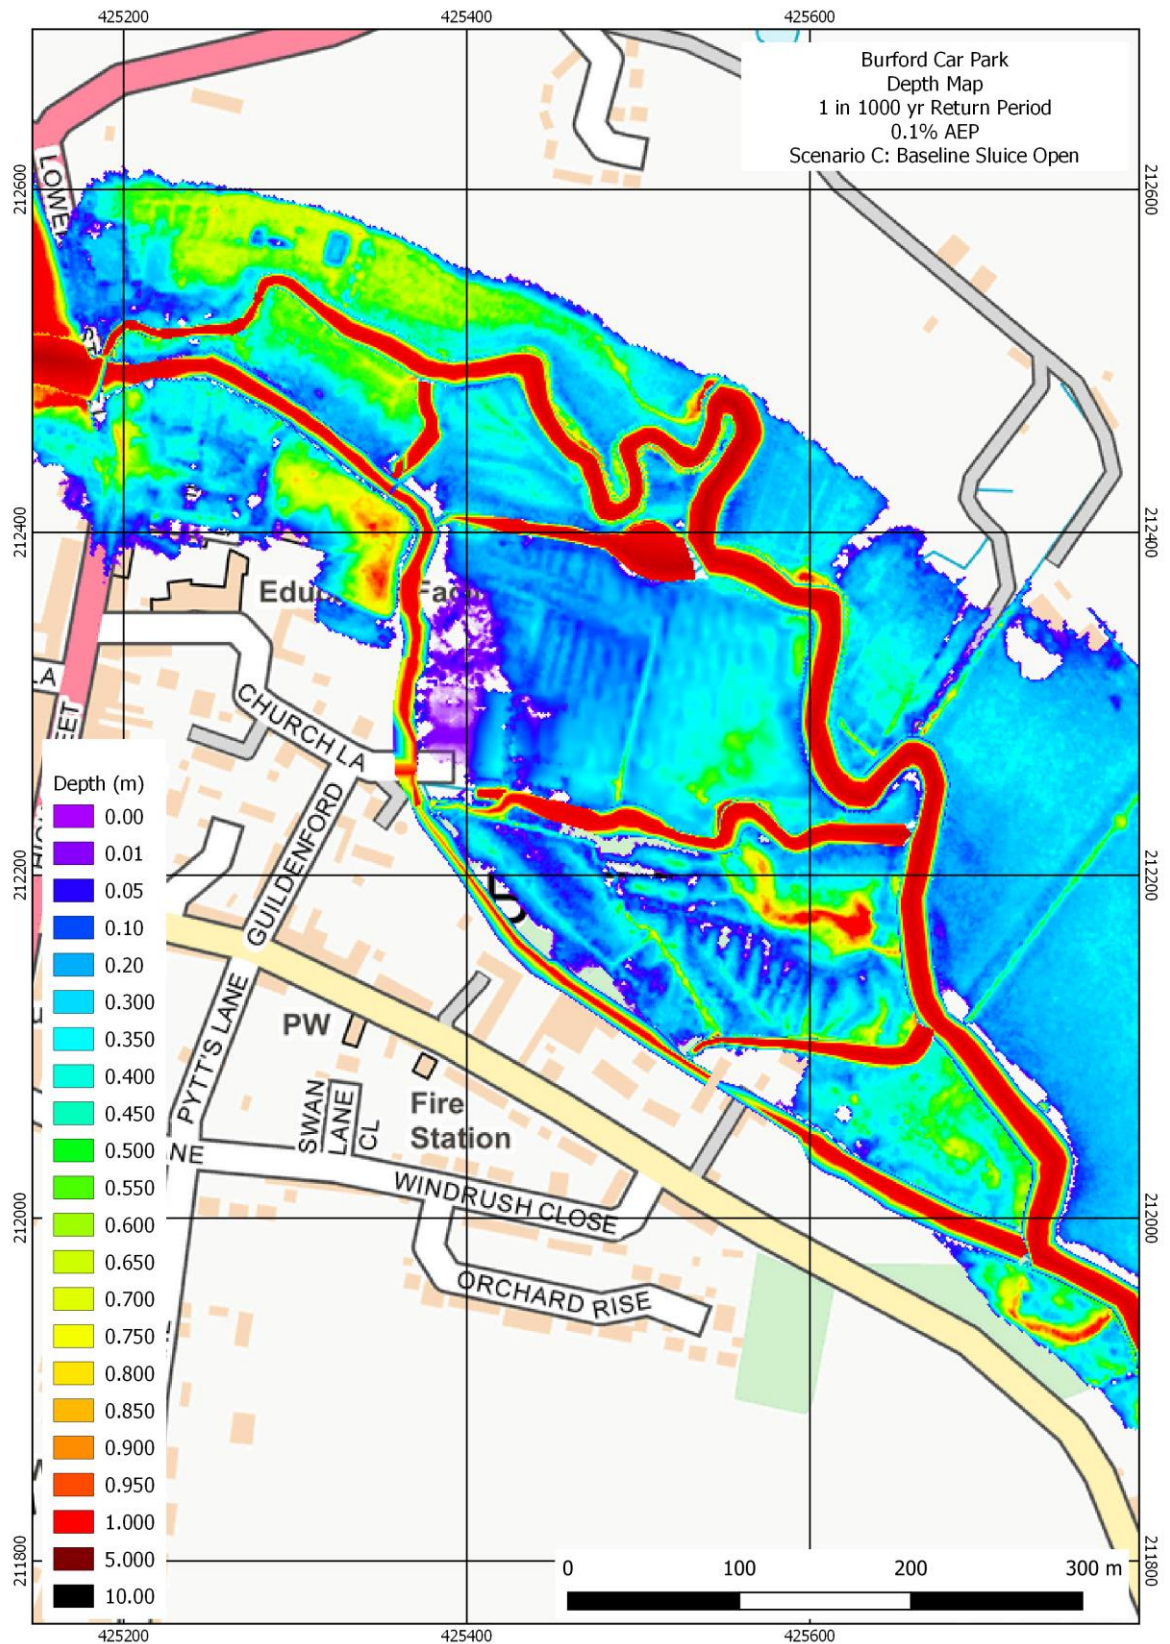 425200 425400 425600
Burford Car Park
Depth Map
1 in 1000 yr Return Period
0.1% AEP
Scenario C: Baseline Sluice Open
212600
212600
LOWE
ST
212400
212400
LA
EET
CHURCH LA
GUILDENFORD
212200
212200
PYTT'S LANE
PW
Fire
Station
SWAN
LANE
CL
NE
WINDRUSH CLOSE
ORCHARD RISE
212000
212000
Depth (m)
0.00
0.01
0.05
0.10
0.20
0.300
0.350
0.400
0.450
0.500
0.550
0.600
0.650
0.700
0.750
0.800
0.850
0.900
0.950
1.000
5.000
10.00
0 100 200 300 m
211800
211800
425200 425400 425600